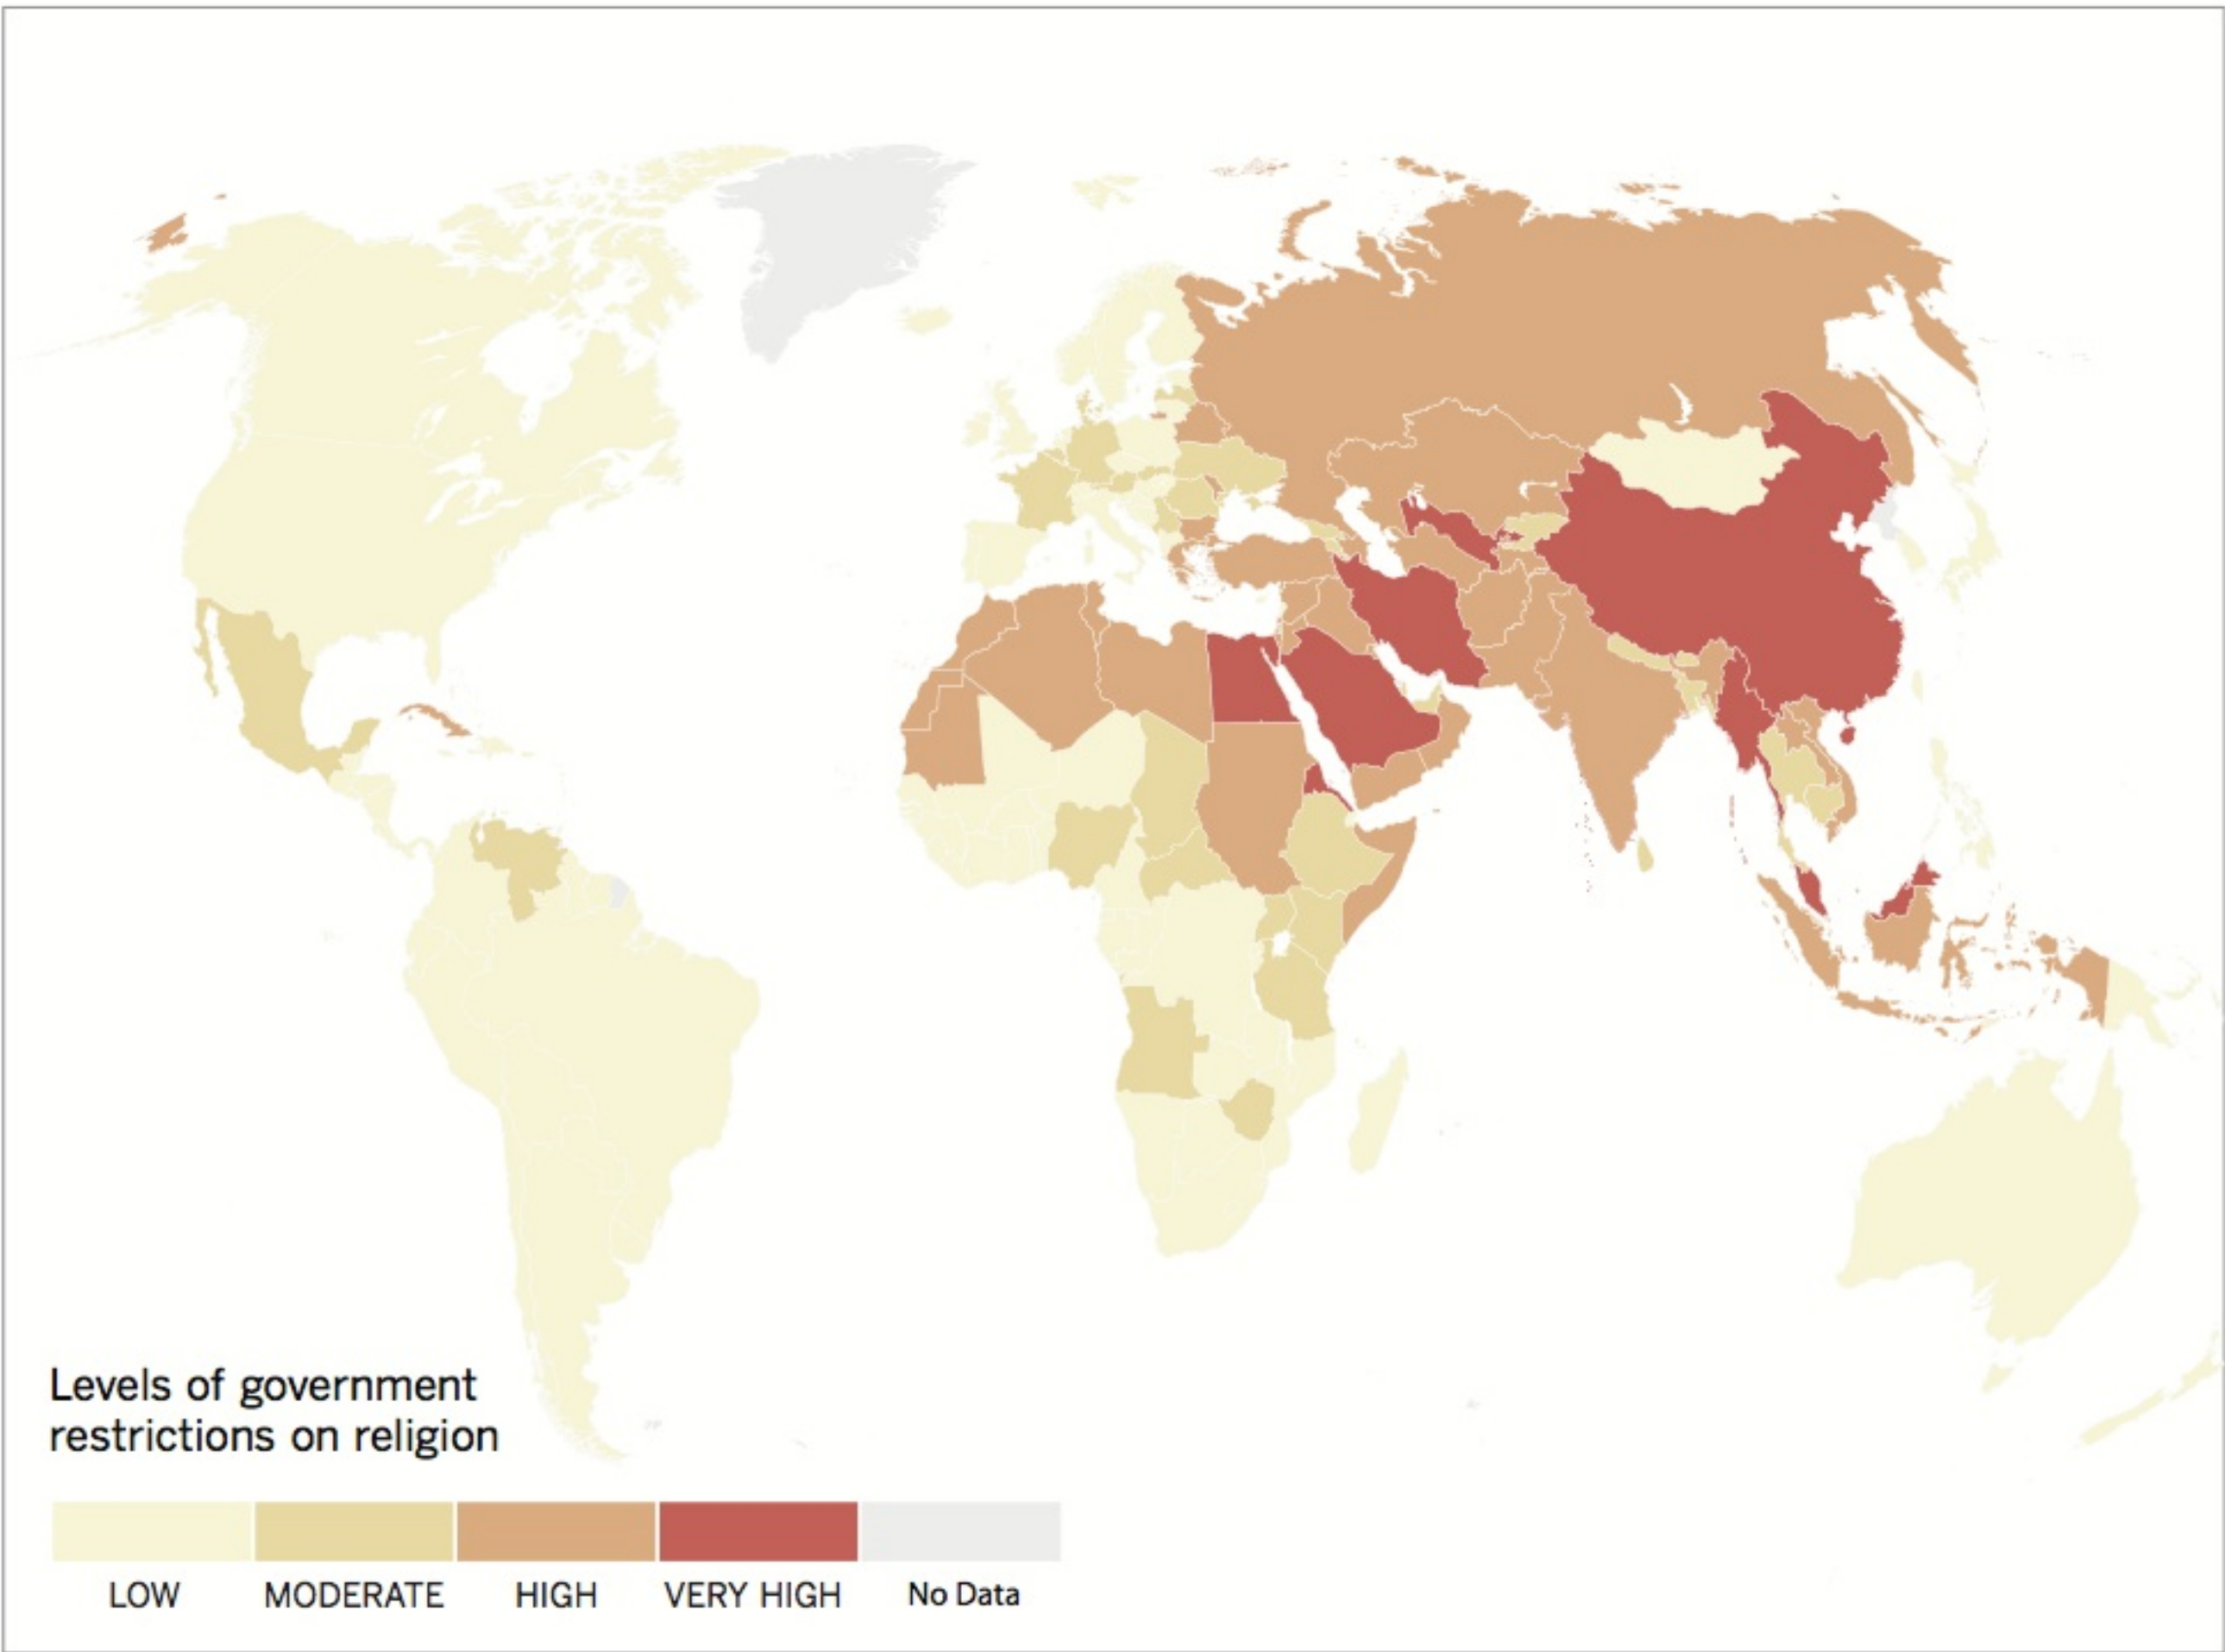 Levels of government
restrictions on religion
LOW
MODERATE
HIGH
VERY HIGH
No Data